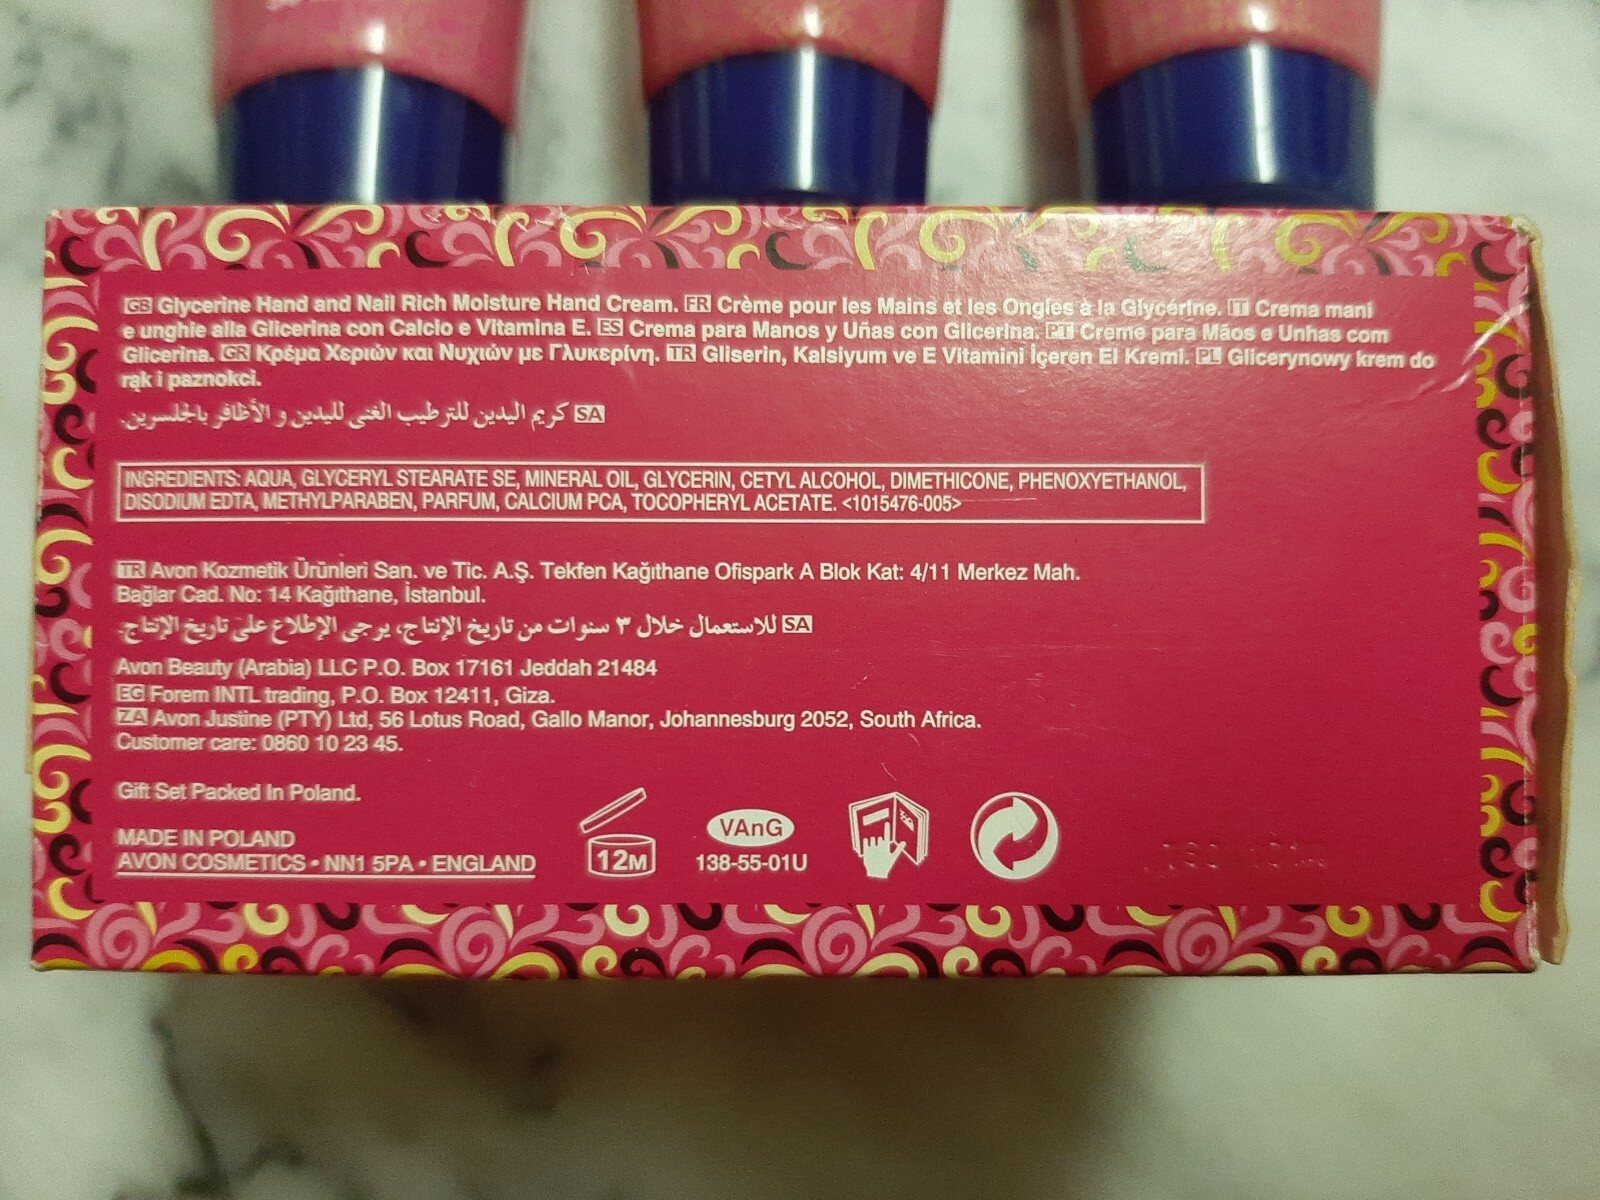 GB Glycerine Hand and Nail Rich Moisture Hand Cream. FR Crème pour les Mains et les Ongles à la Glycérine. IT Crema mani
e unghie alla Glicerina con Calcio e Vitamina E. ES Crema para Manos y Uñas con Glicerina. PT Creme para Mãos e Unhas com
Glicerina. GR Κρέμα Χεριών και Νυχιών με Γλυκερίνη. TR Gliserin, Kalsiyum ve E Vitamini İçeren El Kremi. PL Glicerynowy krem do
rąk i paznokci.
SA كريم اليدين للترطيب الغنى لليدين و الأظافر بالجلسرين.
INGREDIENTS: AQUA, GLYCERYL STEARATE SE, MINERAL OIL, GLYCERIN, CETYL ALCOHOL, DIMETHICONE, PHENOXYETHANOL,
DISODIUM EDTA, METHYLPARABEN, PARFUM, CALCIUM PCA, TOCOPHERYL ACETATE. <1015476-005>
TR Avon Kozmetik Ürünleri San. ve Tic. A.Ş. Tekfen Kağıthane Ofispark A Blok Kat: 4/11 Merkez Mah.
Bağlar Cad. No: 14 Kağıthane, İstanbul.
SA للاستعمال خلال ٣ سنوات من تاريخ الإنتاج، يرجى الإطلاع على تاريخ الإنتاج.
Avon Beauty (Arabia) LLC P.O. Box 17161 Jeddah 21484
EG Forem INTL trading, P.O. Box 12411, Giza.
ZA Avon Justine (PTY) Ltd, 56 Lotus Road, Gallo Manor, Johannesburg 2052, South Africa.
Customer care: 0860 10 23 45.
Gift Set Packed In Poland.
MADE IN POLAND
AVON COSMETICS • NN1 5PA • ENGLAND
12M
VAnG
138-55-01U